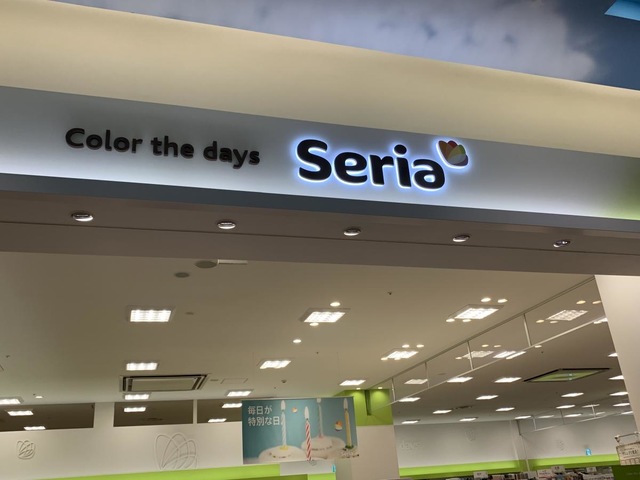 Color the days Seria
毎日が
特別な日。